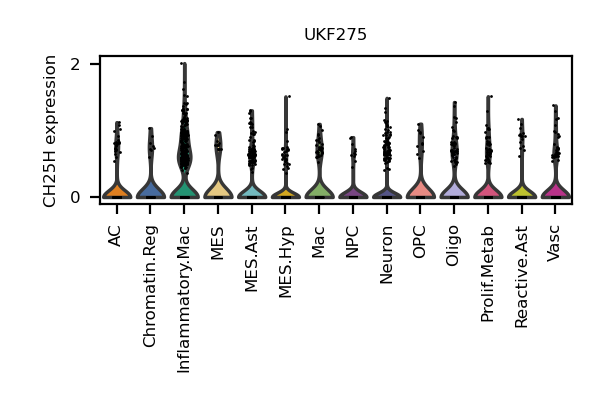 UKF275
CH25H expression
2
0
AC
Chromatin.Reg
Inflammatory.Mac
MES
MES.Ast
MES.Hyp
Mac
NPC
Neuron
OPC
Oligo
Prolif.Metab
Reactive.Ast
Vasc